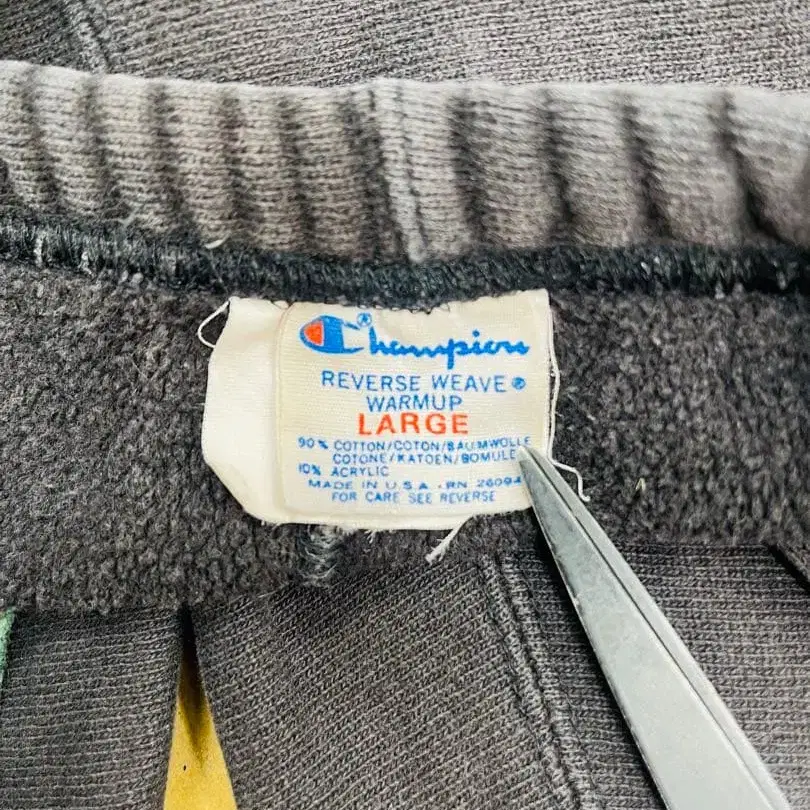 Champion®
REVERSE WEAVE®
WARMUP
LARGE
90% COTTON/COTON/BAUMWOLLE
COTONE/KATOEN/BOMULL
10% ACRYLIC
MADE IN U.S.A. · RN 26094
FOR CARE SEE REVERSE